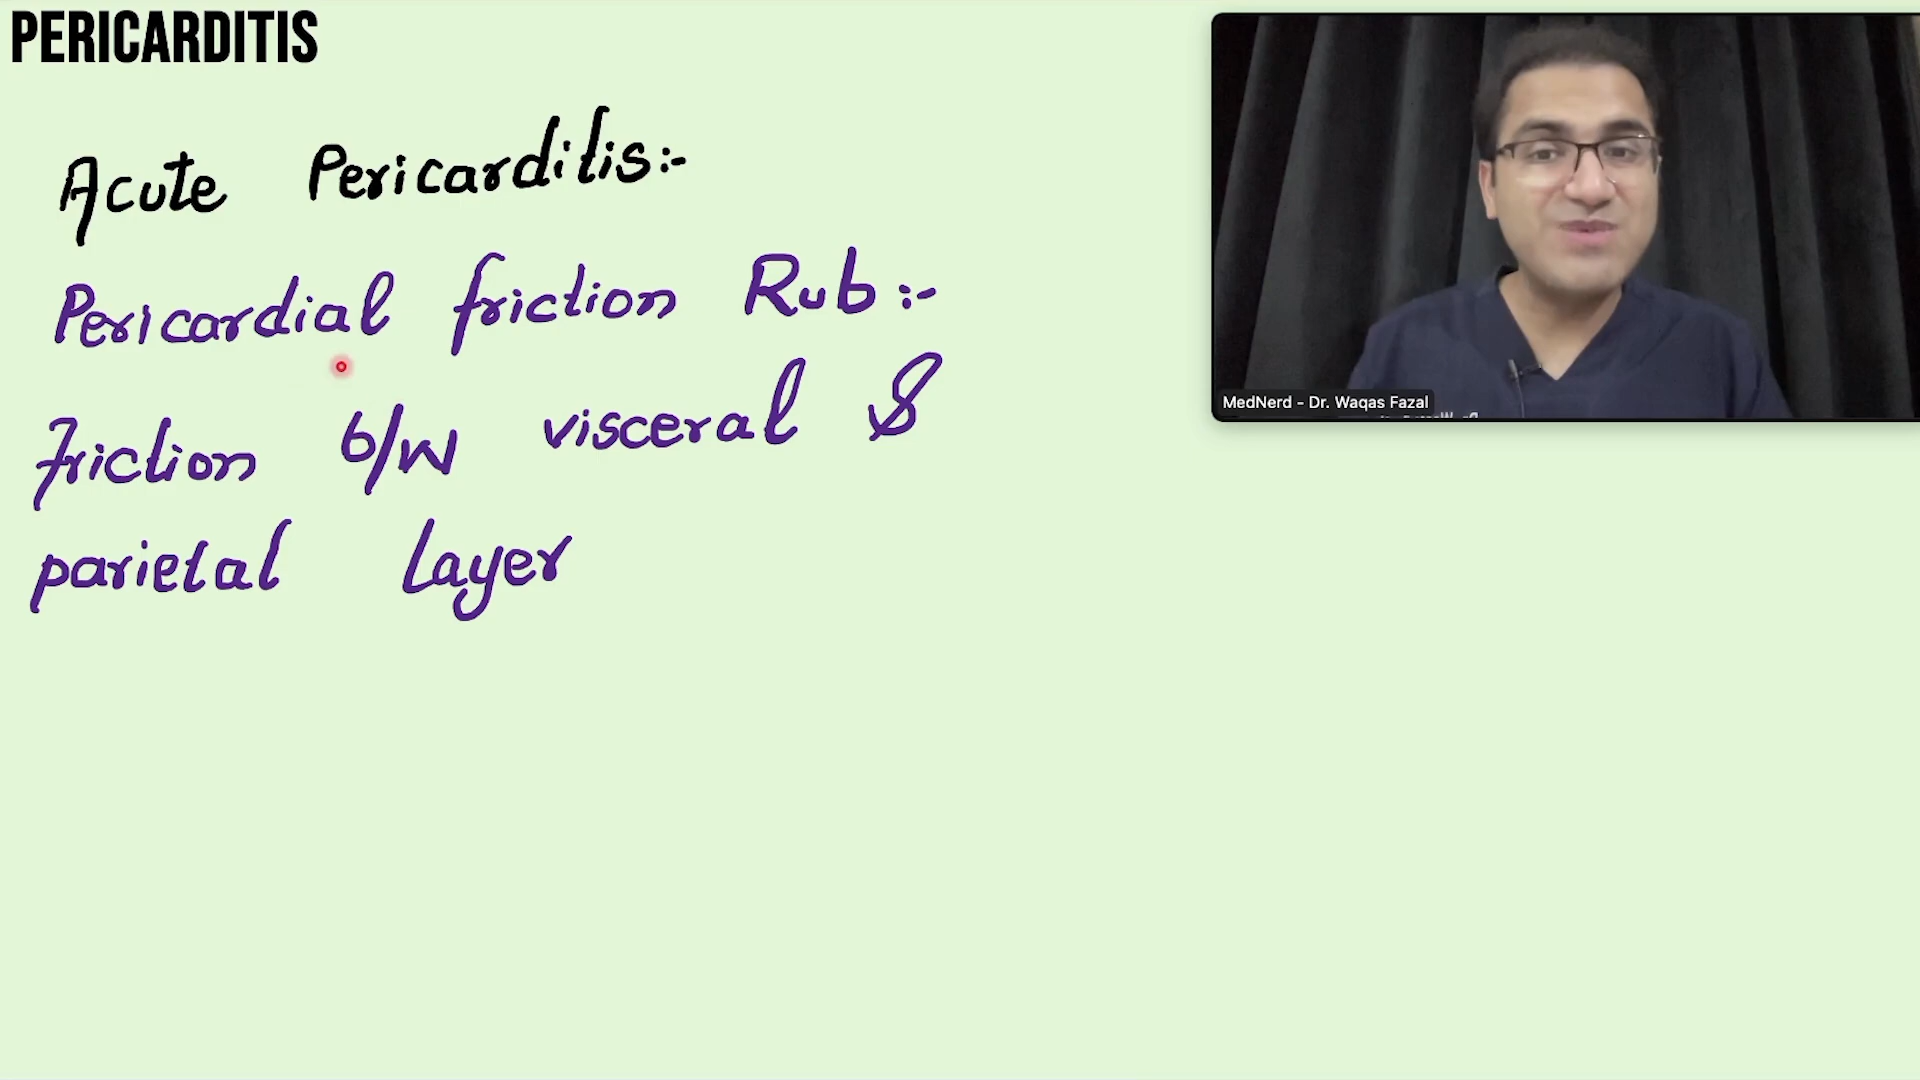 PERICARDITIS
Acute Pericarditis:-
Pericardial friction Rub:-
Friction b/w visceral &
parietal Layer
MedNerd - Dr. Waqas Fazal